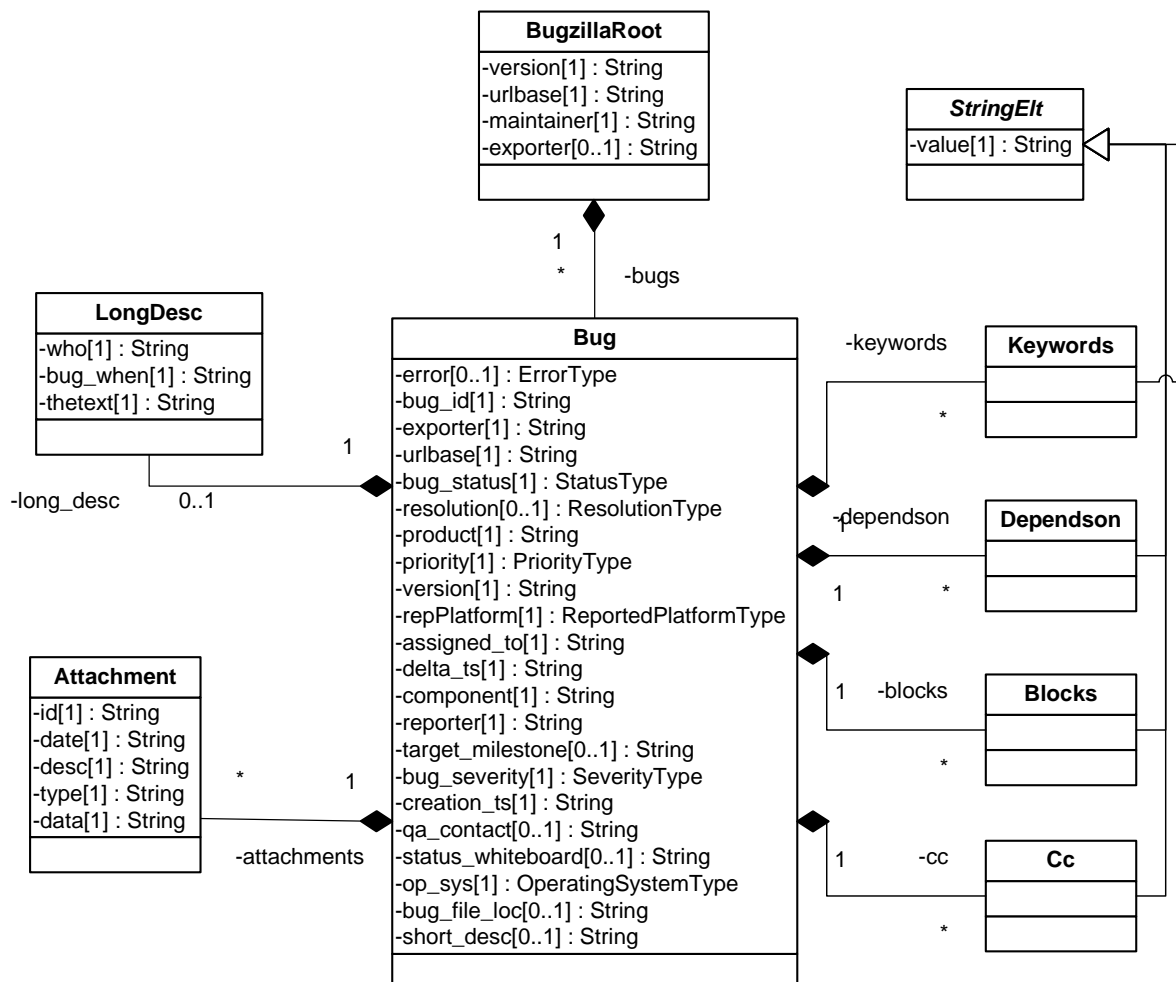 BugzillaRoot
-version[1] : String
-urlbase[1] : String
-maintainer[1] : String
-exporter[0..1] : String
StringElt
-value[1] : String
1
*
-bugs
LongDesc
-who[1] : String
-bug_when[1] : String
-thetext[1] : String
1
-long_desc
0..1
Bug
-error[0..1] : ErrorType
-bug_id[1] : String
-exporter[1] : String
-urlbase[1] : String
-bug_status[1] : StatusType
-resolution[0..1] : ResolutionType
-product[1] : String
-priority[1] : PriorityType
-version[1] : String
-repPlatform[1] : ReportedPlatformType
-assigned_to[1] : String
-delta_ts[1] : String
-component[1] : String
-reporter[1] : String
-target_milestone[0..1] : String
-bug_severity[1] : SeverityType
-creation_ts[1] : String
-qa_contact[0..1] : String
-status_whiteboard[0..1] : String
-op_sys[1] : OperatingSystemType
-bug_file_loc[0..1] : String
-short_desc[0..1] : String
-keywords
*
Keywords
1
-dependson
1
*
Dependson
1
-blocks
*
Blocks
1
-cc
*
Cc
Attachment
-id[1] : String
-date[1] : String
-desc[1] : String
-type[1] : String
-data[1] : String
*
1
-attachments